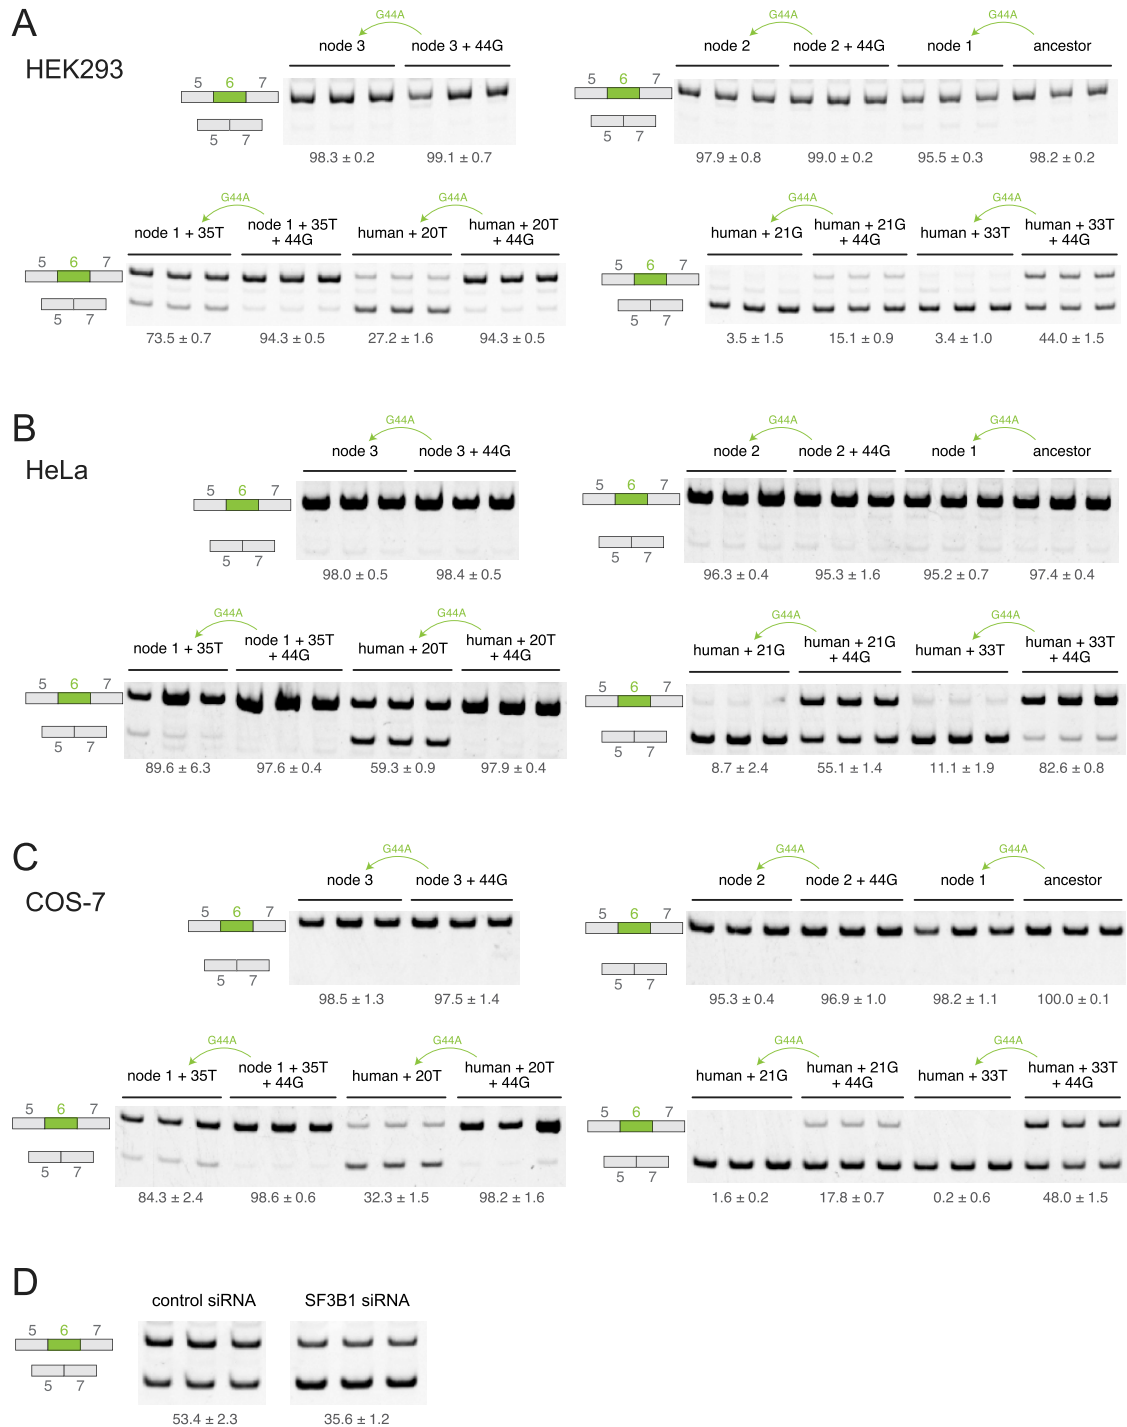 A
HEK293
G44A
G44A
G44A
node 3
node 3 + 44G
node 2
node 2 + 44G
node 1
ancestor
5 6 7
5 6 7
5 7
5 7
98.3 ± 0.2
99.1 ± 0.7
97.9 ± 0.8
99.0 ± 0.2
95.5 ± 0.3
98.2 ± 0.2
G44A
G44A
G44A
G44A
node 1 + 35T
node 1 + 35T
+ 44G
human + 20T
human + 20T
+ 44G
human + 21G
human + 21G
+ 44G
human + 33T
human + 33T
+ 44G
5 6 7
5 6 7
5 7
5 7
73.5 ± 0.7
94.3 ± 0.5
27.2 ± 1.6
94.3 ± 0.5
3.5 ± 1.5
15.1 ± 0.9
3.4 ± 1.0
44.0 ± 1.5
B
HeLa
G44A
G44A
G44A
node 3
node 3 + 44G
node 2
node 2 + 44G
node 1
ancestor
5 6 7
5 6 7
5 7
5 7
98.0 ± 0.5
98.4 ± 0.5
96.3 ± 0.4
95.3 ± 1.6
95.2 ± 0.7
97.4 ± 0.4
G44A
G44A
G44A
G44A
node 1 + 35T
node 1 + 35T
+ 44G
human + 20T
human + 20T
+ 44G
human + 21G
human + 21G
+ 44G
human + 33T
human + 33T
+ 44G
5 6 7
5 6 7
5 7
5 7
89.6 ± 6.3
97.6 ± 0.4
59.3 ± 0.9
97.9 ± 0.4
8.7 ± 2.4
55.1 ± 1.4
11.1 ± 1.9
82.6 ± 0.8
C
COS-7
G44A
G44A
G44A
node 3
node 3 + 44G
node 2
node 2 + 44G
node 1
ancestor
5 6 7
5 6 7
5 7
5 7
98.5 ± 1.3
97.5 ± 1.4
95.3 ± 0.4
96.9 ± 1.0
98.2 ± 1.1
100.0 ± 0.1
G44A
G44A
G44A
G44A
node 1 + 35T
node 1 + 35T
+ 44G
human + 20T
human + 20T
+ 44G
human + 21G
human + 21G
+ 44G
human + 33T
human + 33T
+ 44G
5 6 7
5 6 7
5 7
5 7
84.3 ± 2.4
98.6 ± 0.6
32.3 ± 1.5
98.2 ± 1.6
1.6 ± 0.2
17.8 ± 0.7
0.2 ± 0.6
48.0 ± 1.5
D
control siRNA
SF3B1 siRNA
5 6 7
5 7
53.4 ± 2.3
35.6 ± 1.2